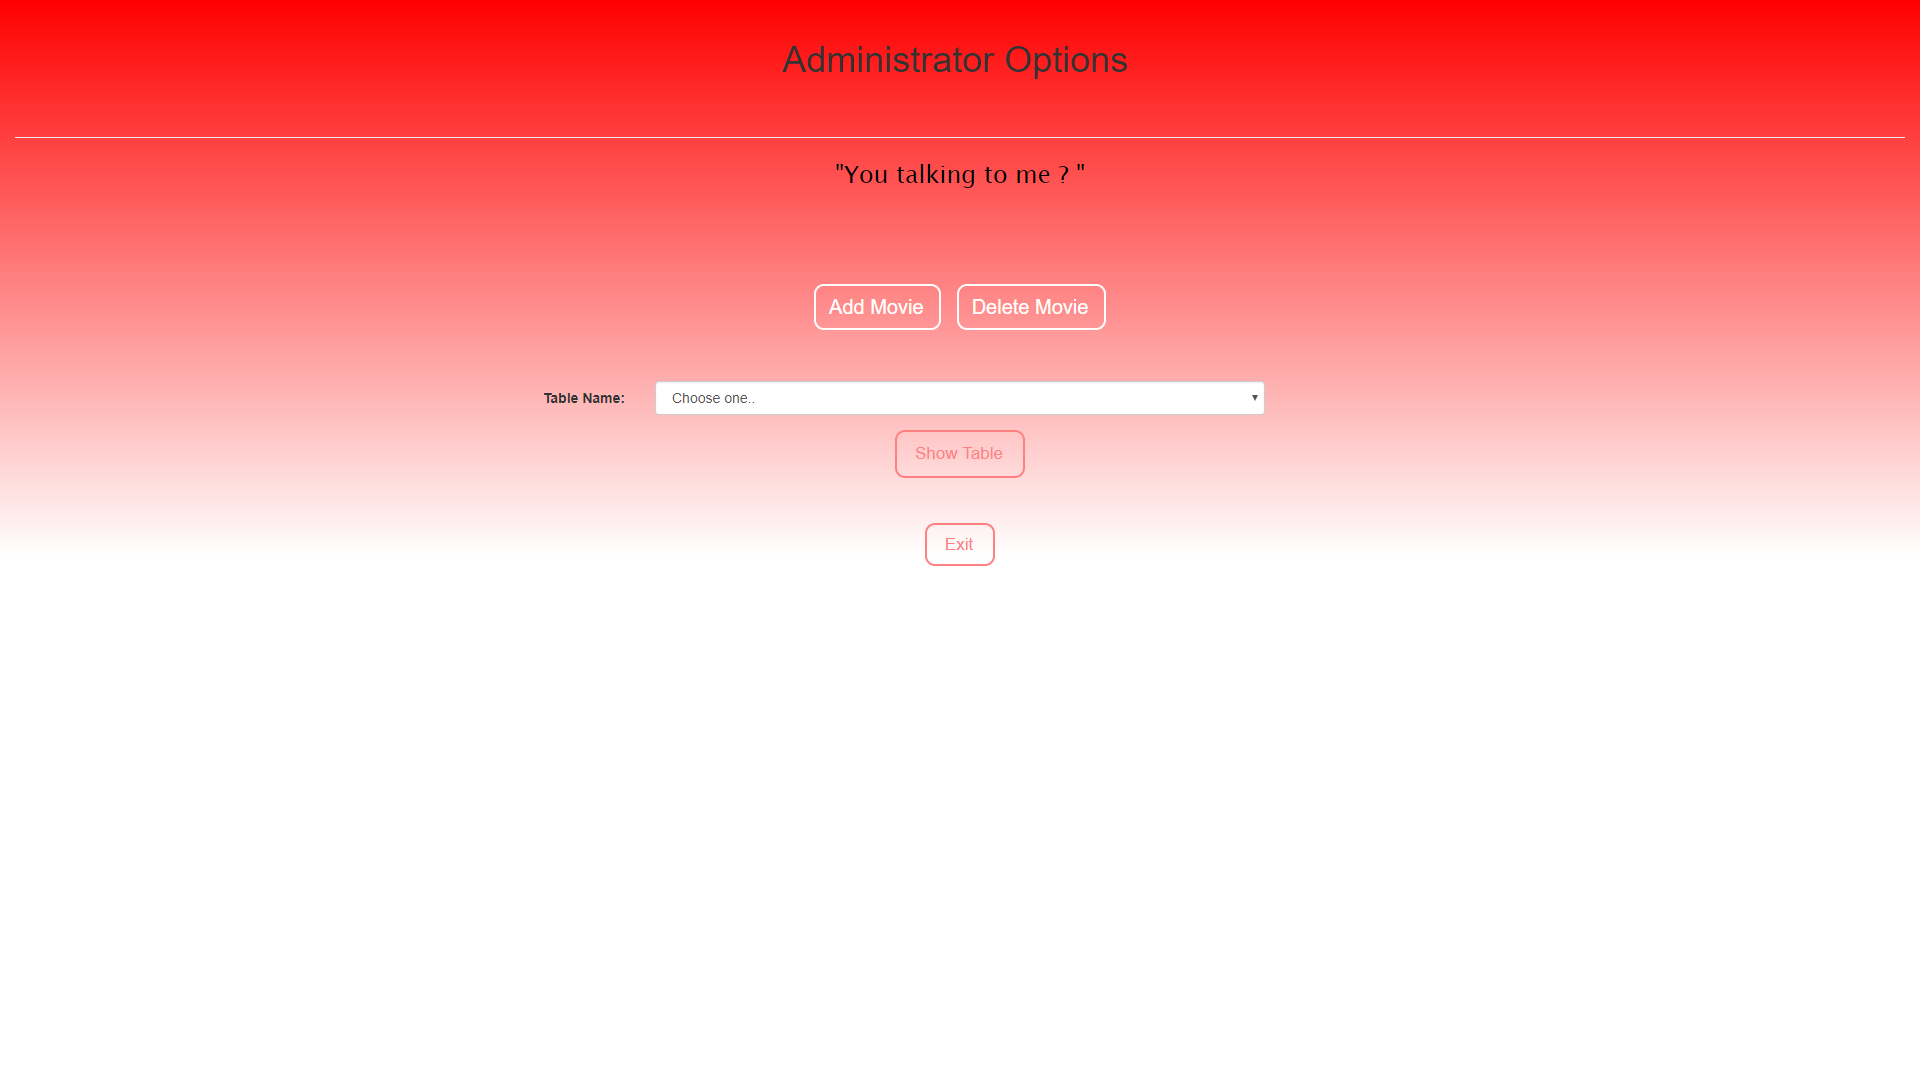 Administrator Options
"You talking to me ? "
Add Movie Delete Movie
Table Name: Choose one..
Show Table
Exit